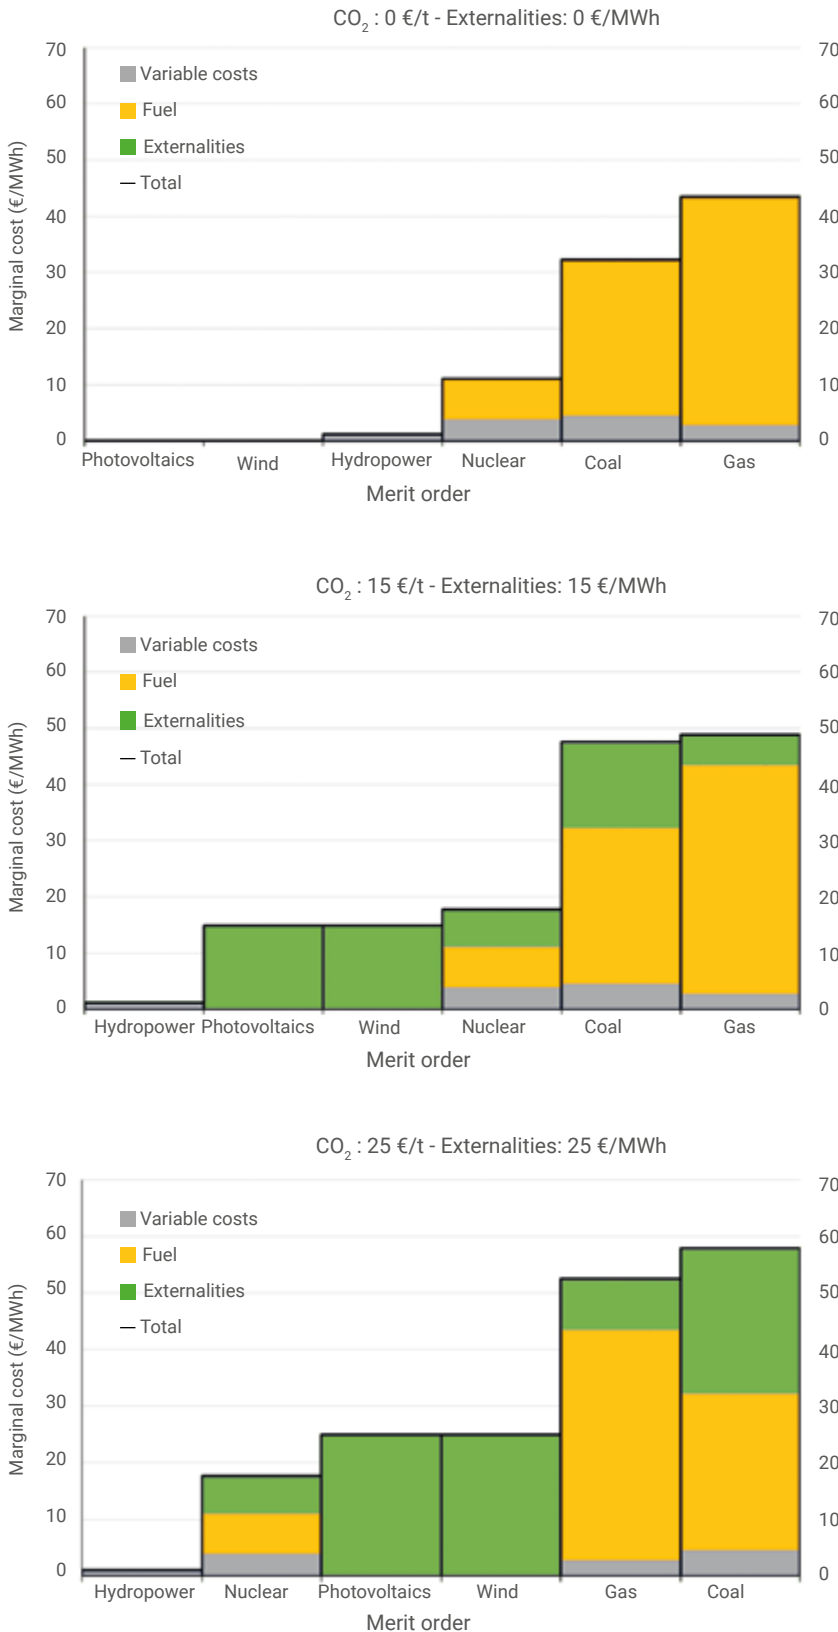 CO₂ : 0 €/t - Externalities: 0 €/MWh
70 70
Variable costs
60 60
Fuel
50 50
Externalities
Total
40 40
30 30
20 20
10 10
0 0
Marginal cost (€/MWh)
Photovoltaics Wind Hydropower Nuclear Coal Gas
Merit order
CO₂ : 15 €/t - Externalities: 15 €/MWh
70 70
Variable costs
60 60
Fuel
50 50
Externalities
Total
40 40
30 30
20 20
10 10
0 0
Marginal cost (€/MWh)
Hydropower Photovoltaics Wind Nuclear Coal Gas
Merit order
CO₂ : 25 €/t - Externalities: 25 €/MWh
70 70
Variable costs
60 60
Fuel
50 50
Externalities
Total
40 40
30 30
20 20
10 10
0 0
Marginal cost (€/MWh)
Hydropower Nuclear Photovoltaics Wind Gas Coal
Merit order